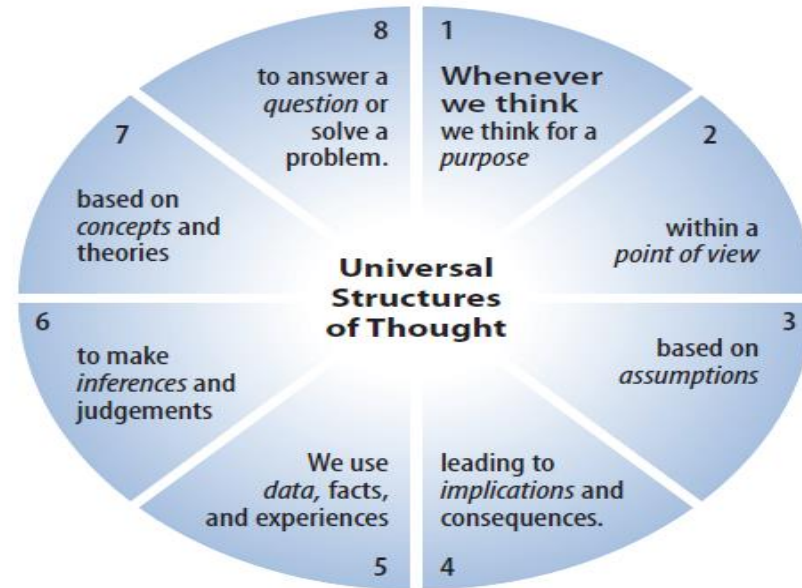 Universal
Structures
of Thought
1
Whenever
we think
we think for a
purpose
2
within a
point of view
3
based on
assumptions
4
leading to
implications and
consequences.
5
We use
data, facts,
and experiences
6
to make
inferences and
judgements
7
based on
concepts and
theories
8
to answer a
question or
solve a
problem.